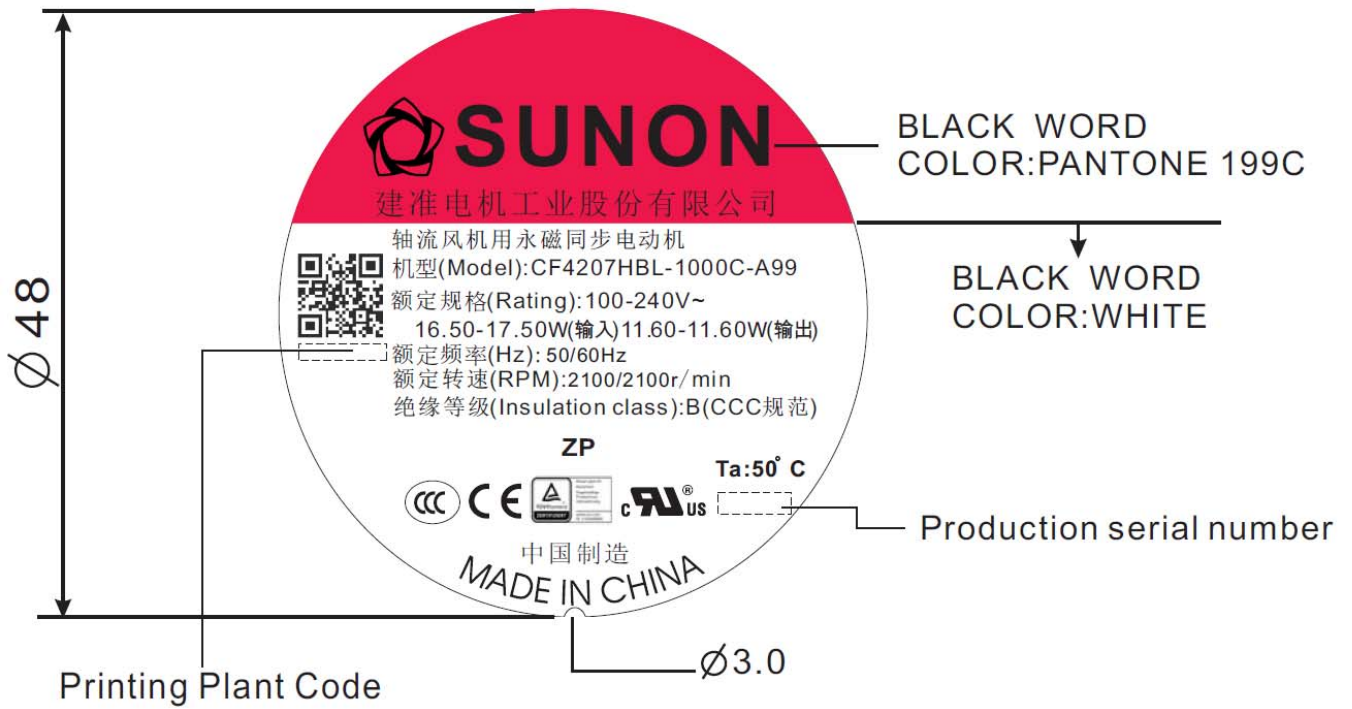 SUNON
建准电机工业股份有限公司
轴流风机用永磁同步电动机
机型(Model):CF4207HBL-1000C-A99
额定规格(Rating):100-240V~
16.50-17.50W(输入)11.60-11.60W(输出)
额定频率(Hz): 50/60Hz
额定转速(RPM):2100/2100r/min
绝缘等级(Insulation class):B(CCC规范)
ZP
Ta:50°C
CCC CE c RU ® US
中国制造
MADE IN CHINA
BLACK WORD
COLOR:PANTONE 199C
BLACK WORD
COLOR:WHITE
Ø48
Production serial number
Ø3.0
Printing Plant Code